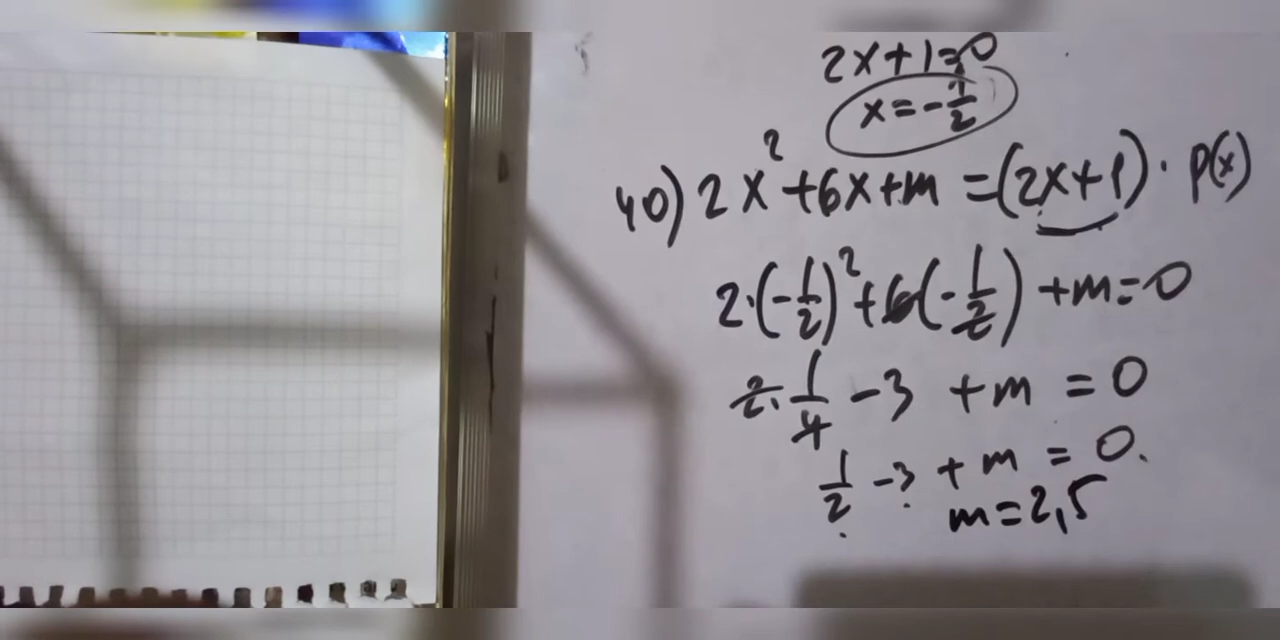 2x+1=0
x=-1/2
40) 2x²+6x+m=(2x+1)·P(x)
2·(-1/2)²+6(-1/2)+m=0
2·1/4-3+m=0
1/2-3+m=0.
m=2,5